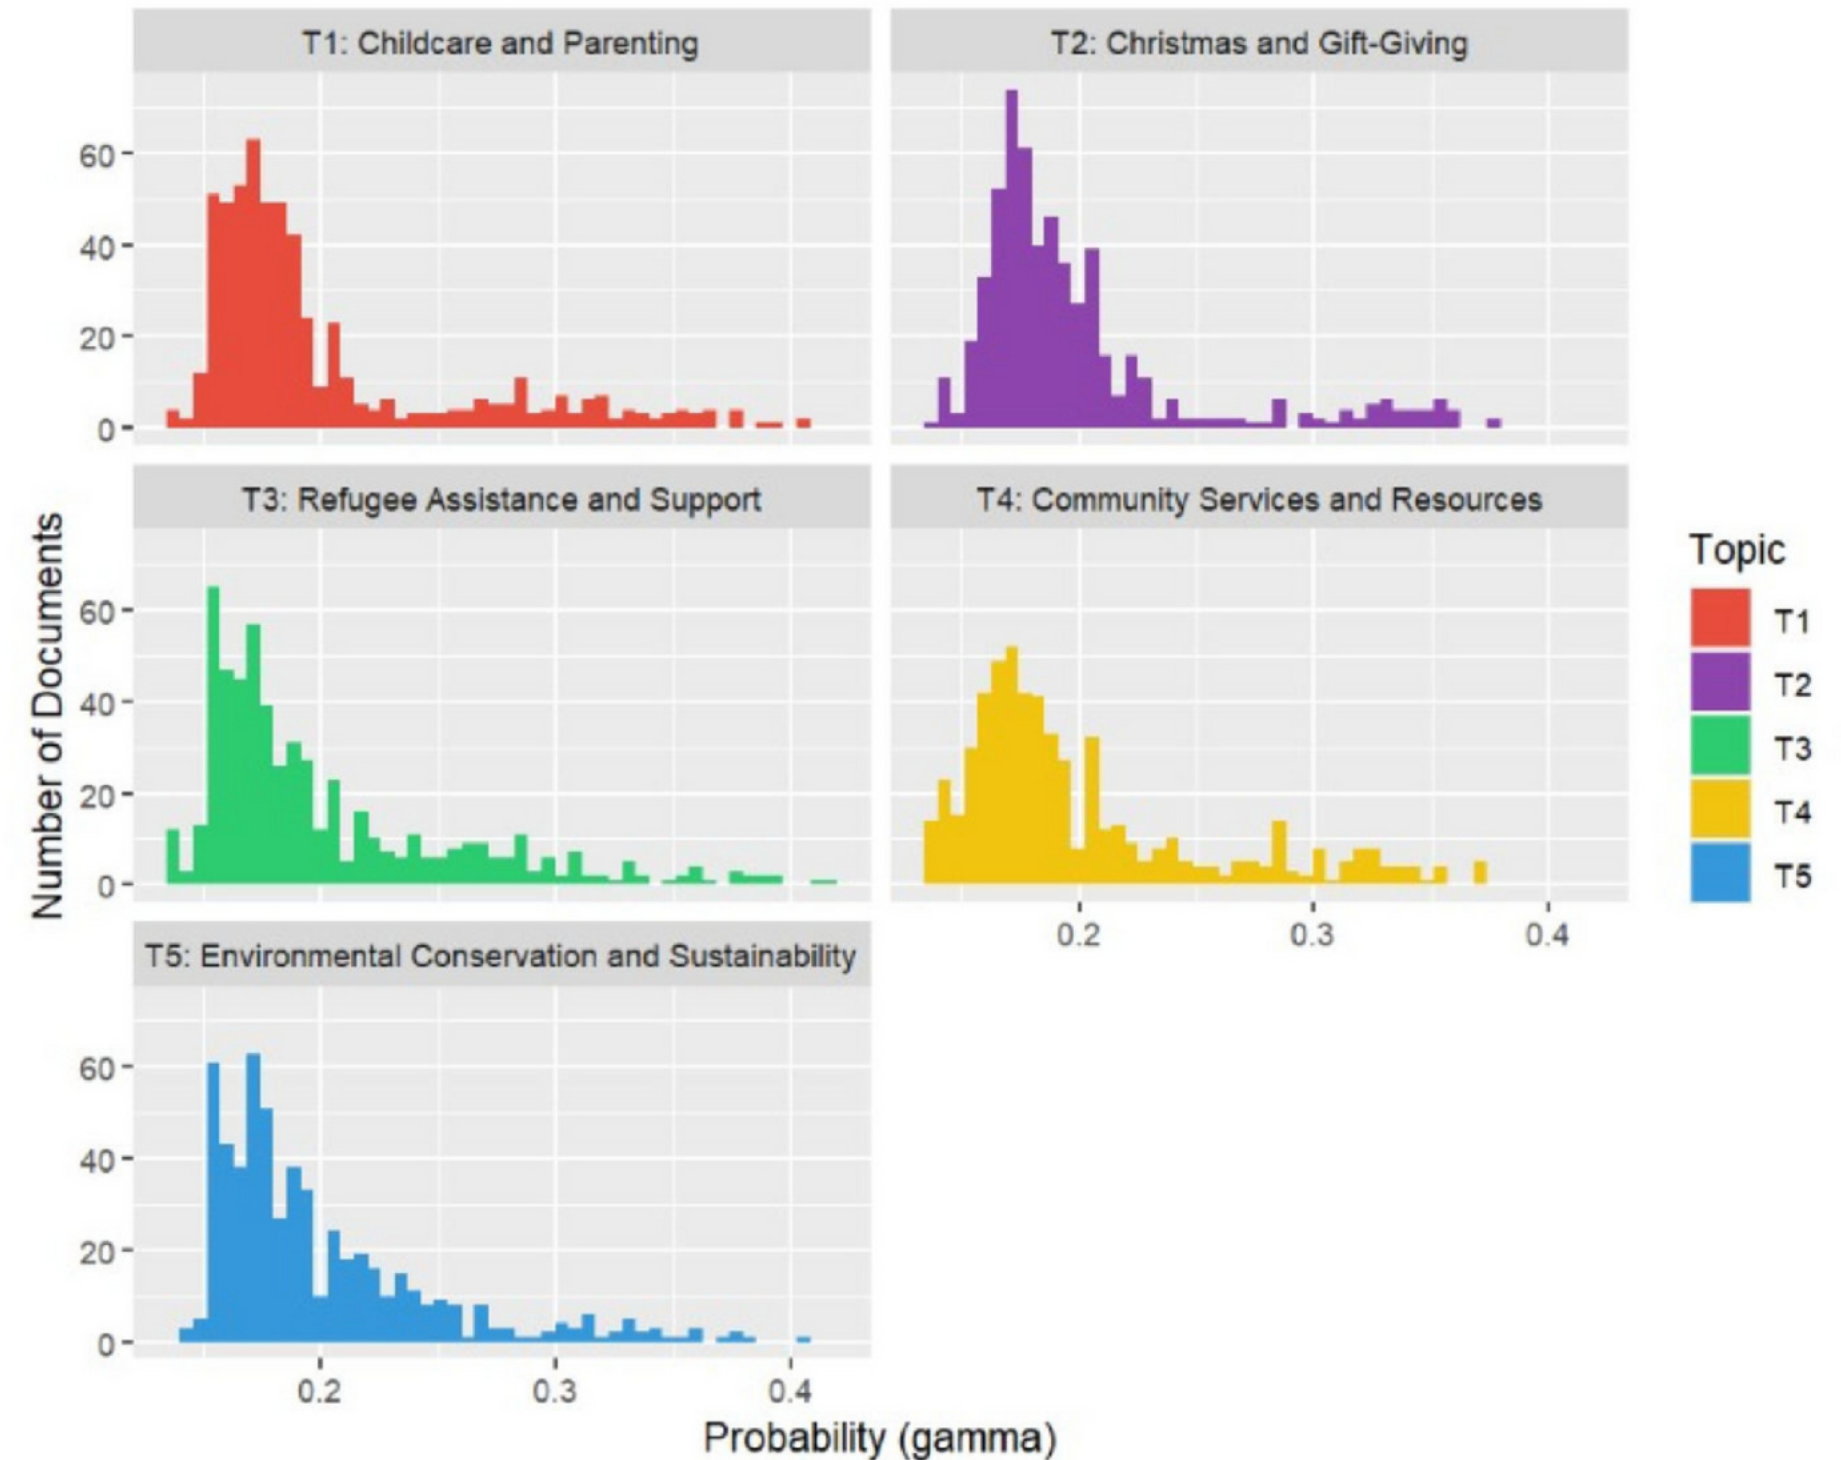 T1: Childcare and Parenting
T2: Christmas and Gift-Giving
60
40
20
0
T3: Refugee Assistance and Support
T4: Community Services and Resources
60
40
20
0
0.2
0.3
0.4
T5: Environmental Conservation and Sustainability
60
40
20
0
0.2
0.3
0.4
Number of Documents
Probability (gamma)
Topic
T1
T2
T3
T4
T5